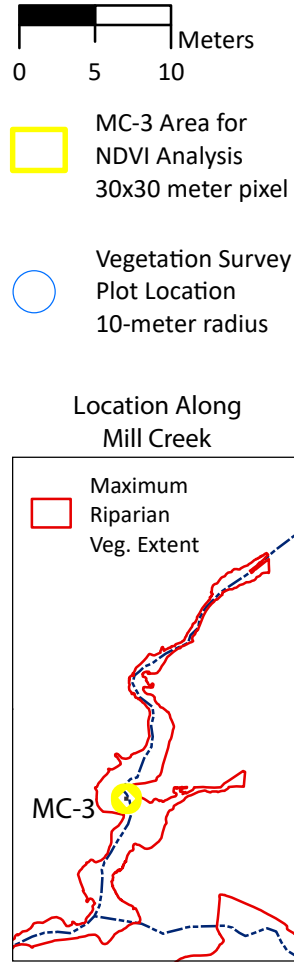 Meters
0 5 10
MC-3 Area for
NDVI Analysis
30x30 meter pixel
Vegetation Survey
Plot Location
10-meter radius
Location Along
Mill Creek
Maximum
Riparian
Veg. Extent
MC-3